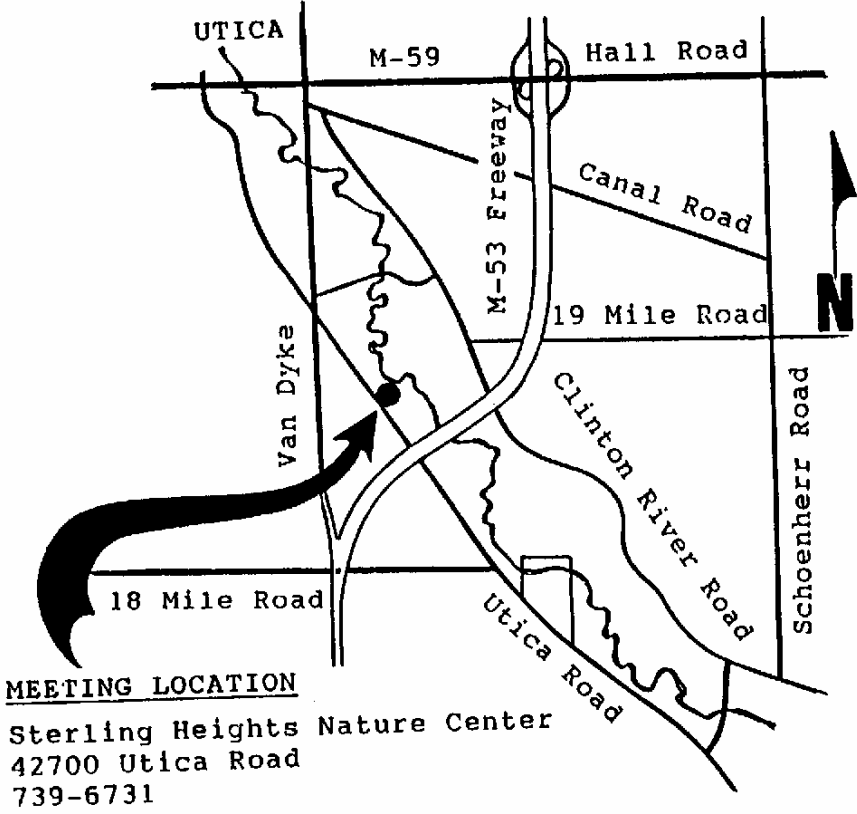 UTICA
M-59
Hall Road
M-53 Freeway
Canal Road
N
19 Mile Road
Van Dyke
Clinton River Road
Schoenherr Road
18 Mile Road
Utica Road
MEETING LOCATION
Sterling Heights Nature Center
42700 Utica Road
739-6731